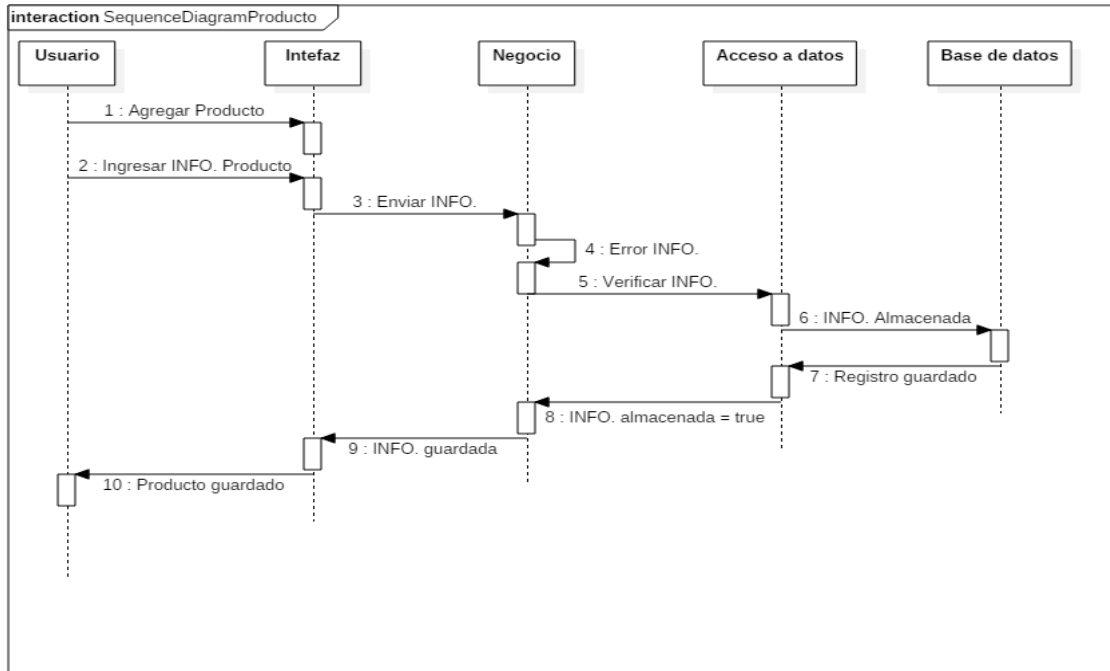 interaction SequenceDiagramProducto
Usuario
Intefaz
Negocio
Acceso a datos
Base de datos
1 : Agregar Producto
2 : Ingresar INFO. Producto
3 : Enviar INFO.
4 : Error INFO.
5 : Verificar INFO.
6 : INFO. Almacenada
7 : Registro guardado
8 : INFO. almacenada = true
9 : INFO. guardada
10 : Producto guardado